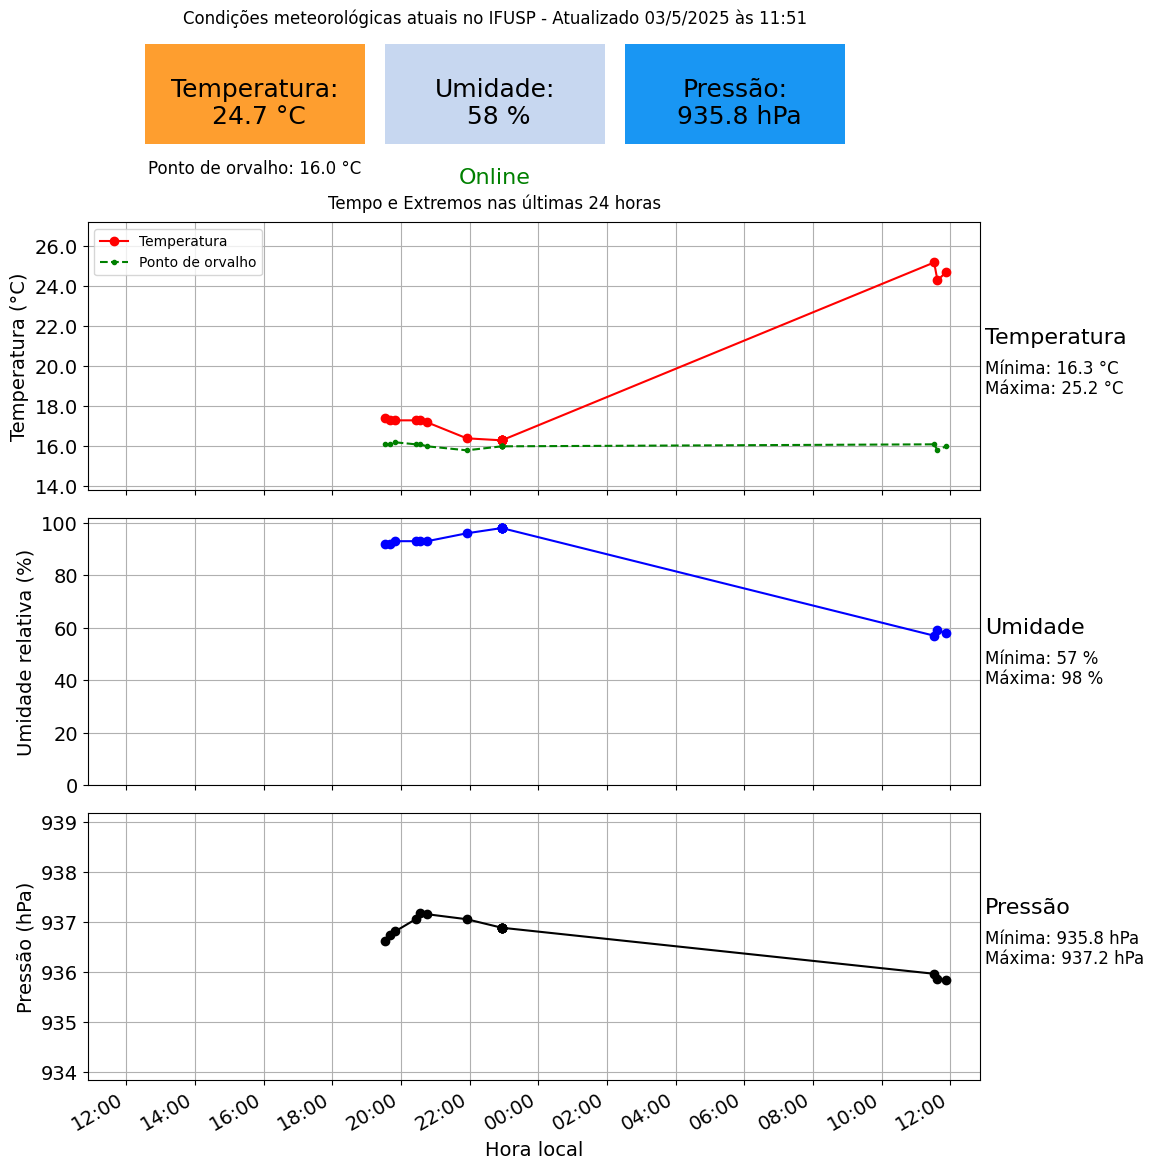 Condições meteorológicas atuais no IFUSP - Atualizado 03/5/2025 às 11:51
Temperatura:
24.7 °C
Umidade:
58 %
Pressão:
935.8 hPa
Ponto de orvalho: 16.0 °C
Online
Tempo e Extremos nas últimas 24 horas
Temperatura
Ponto de orvalho
Temperatura (°C)
26.0
24.0
22.0
20.0
18.0
16.0
14.0
Temperatura
Mínima: 16.3 °C
Máxima: 25.2 °C
Umidade relativa (%)
100
80
60
40
20
0
Umidade
Mínima: 57 %
Máxima: 98 %
Pressão (hPa)
939
938
937
936
935
934
Pressão
Mínima: 935.8 hPa
Máxima: 937.2 hPa
12:00 14:00 16:00 18:00 20:00 22:00 00:00 02:00 04:00 06:00 08:00 10:00 12:00
Hora local